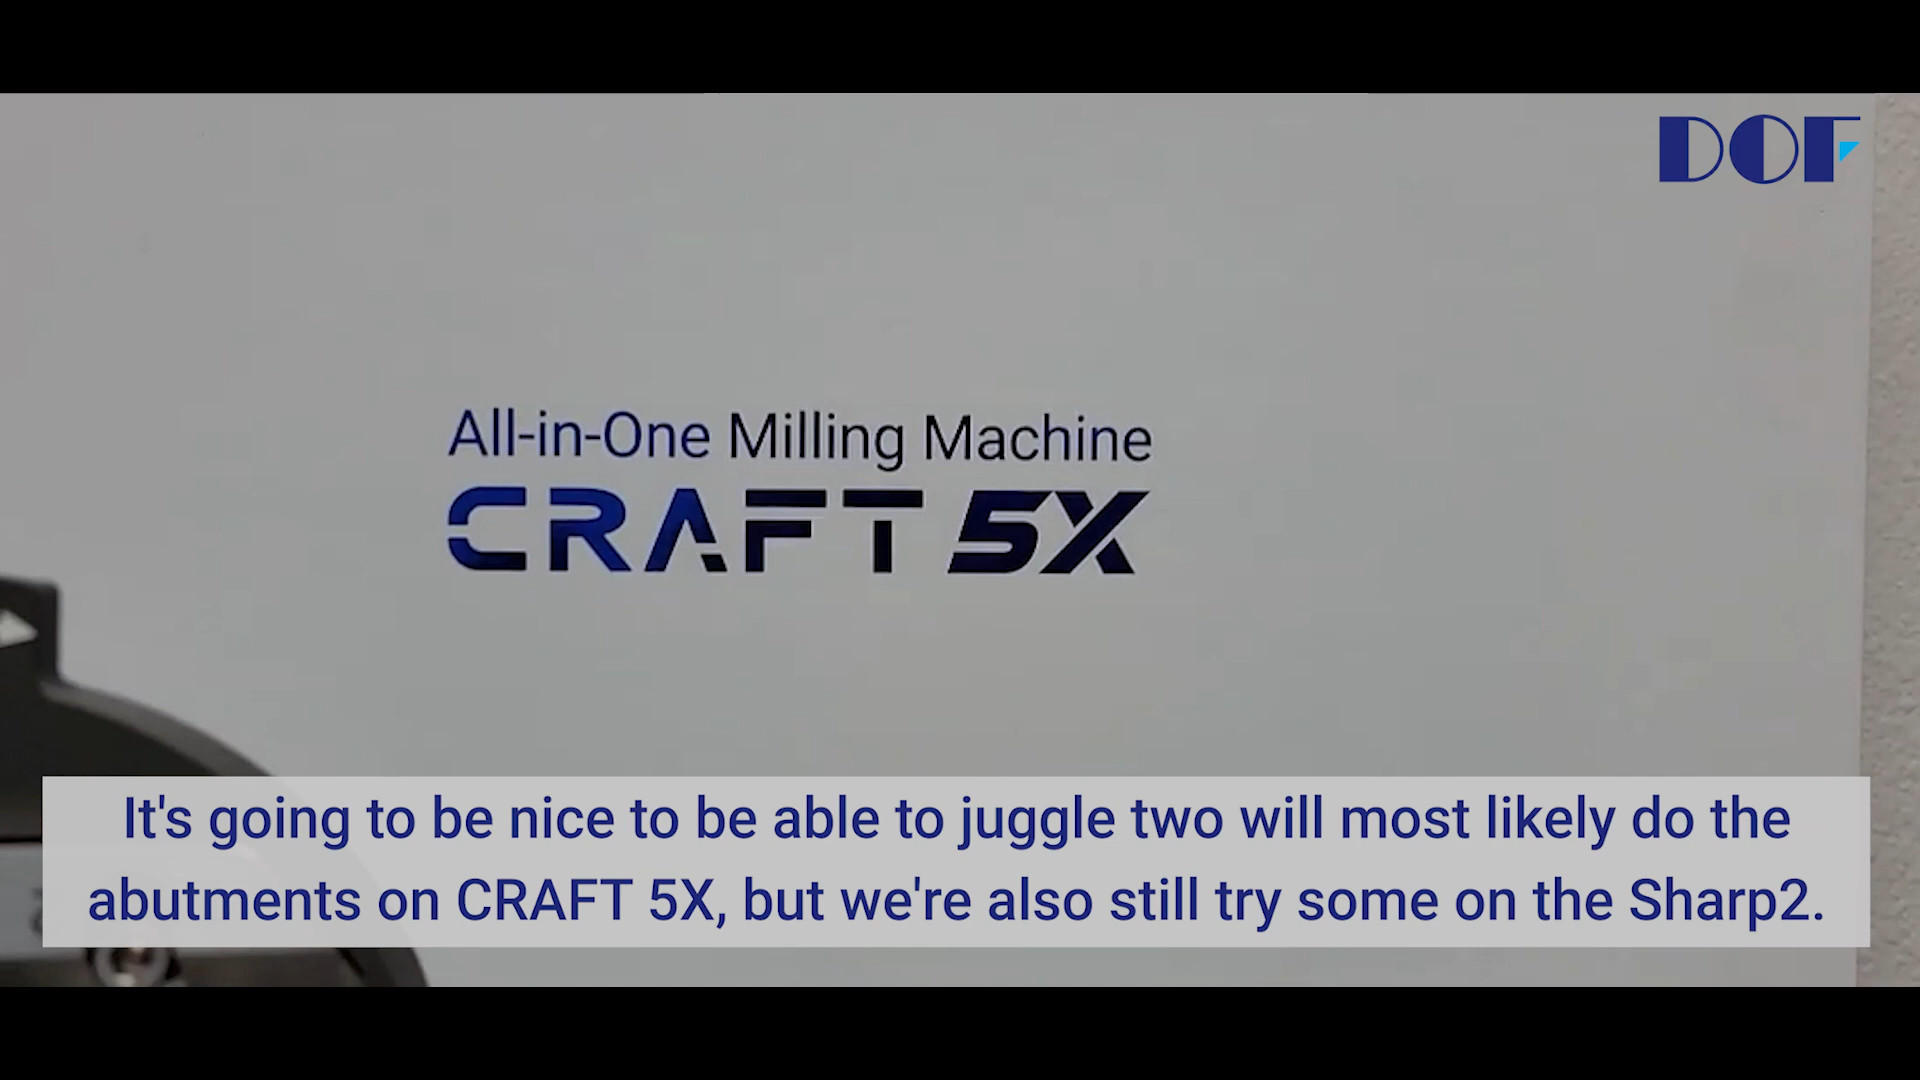 DOF
All-in-One Milling Machine
CRAFT 5X
It's going to be nice to be able to juggle two will most likely do the
abutments on CRAFT 5X, but we're also still try some on the Sharp2.